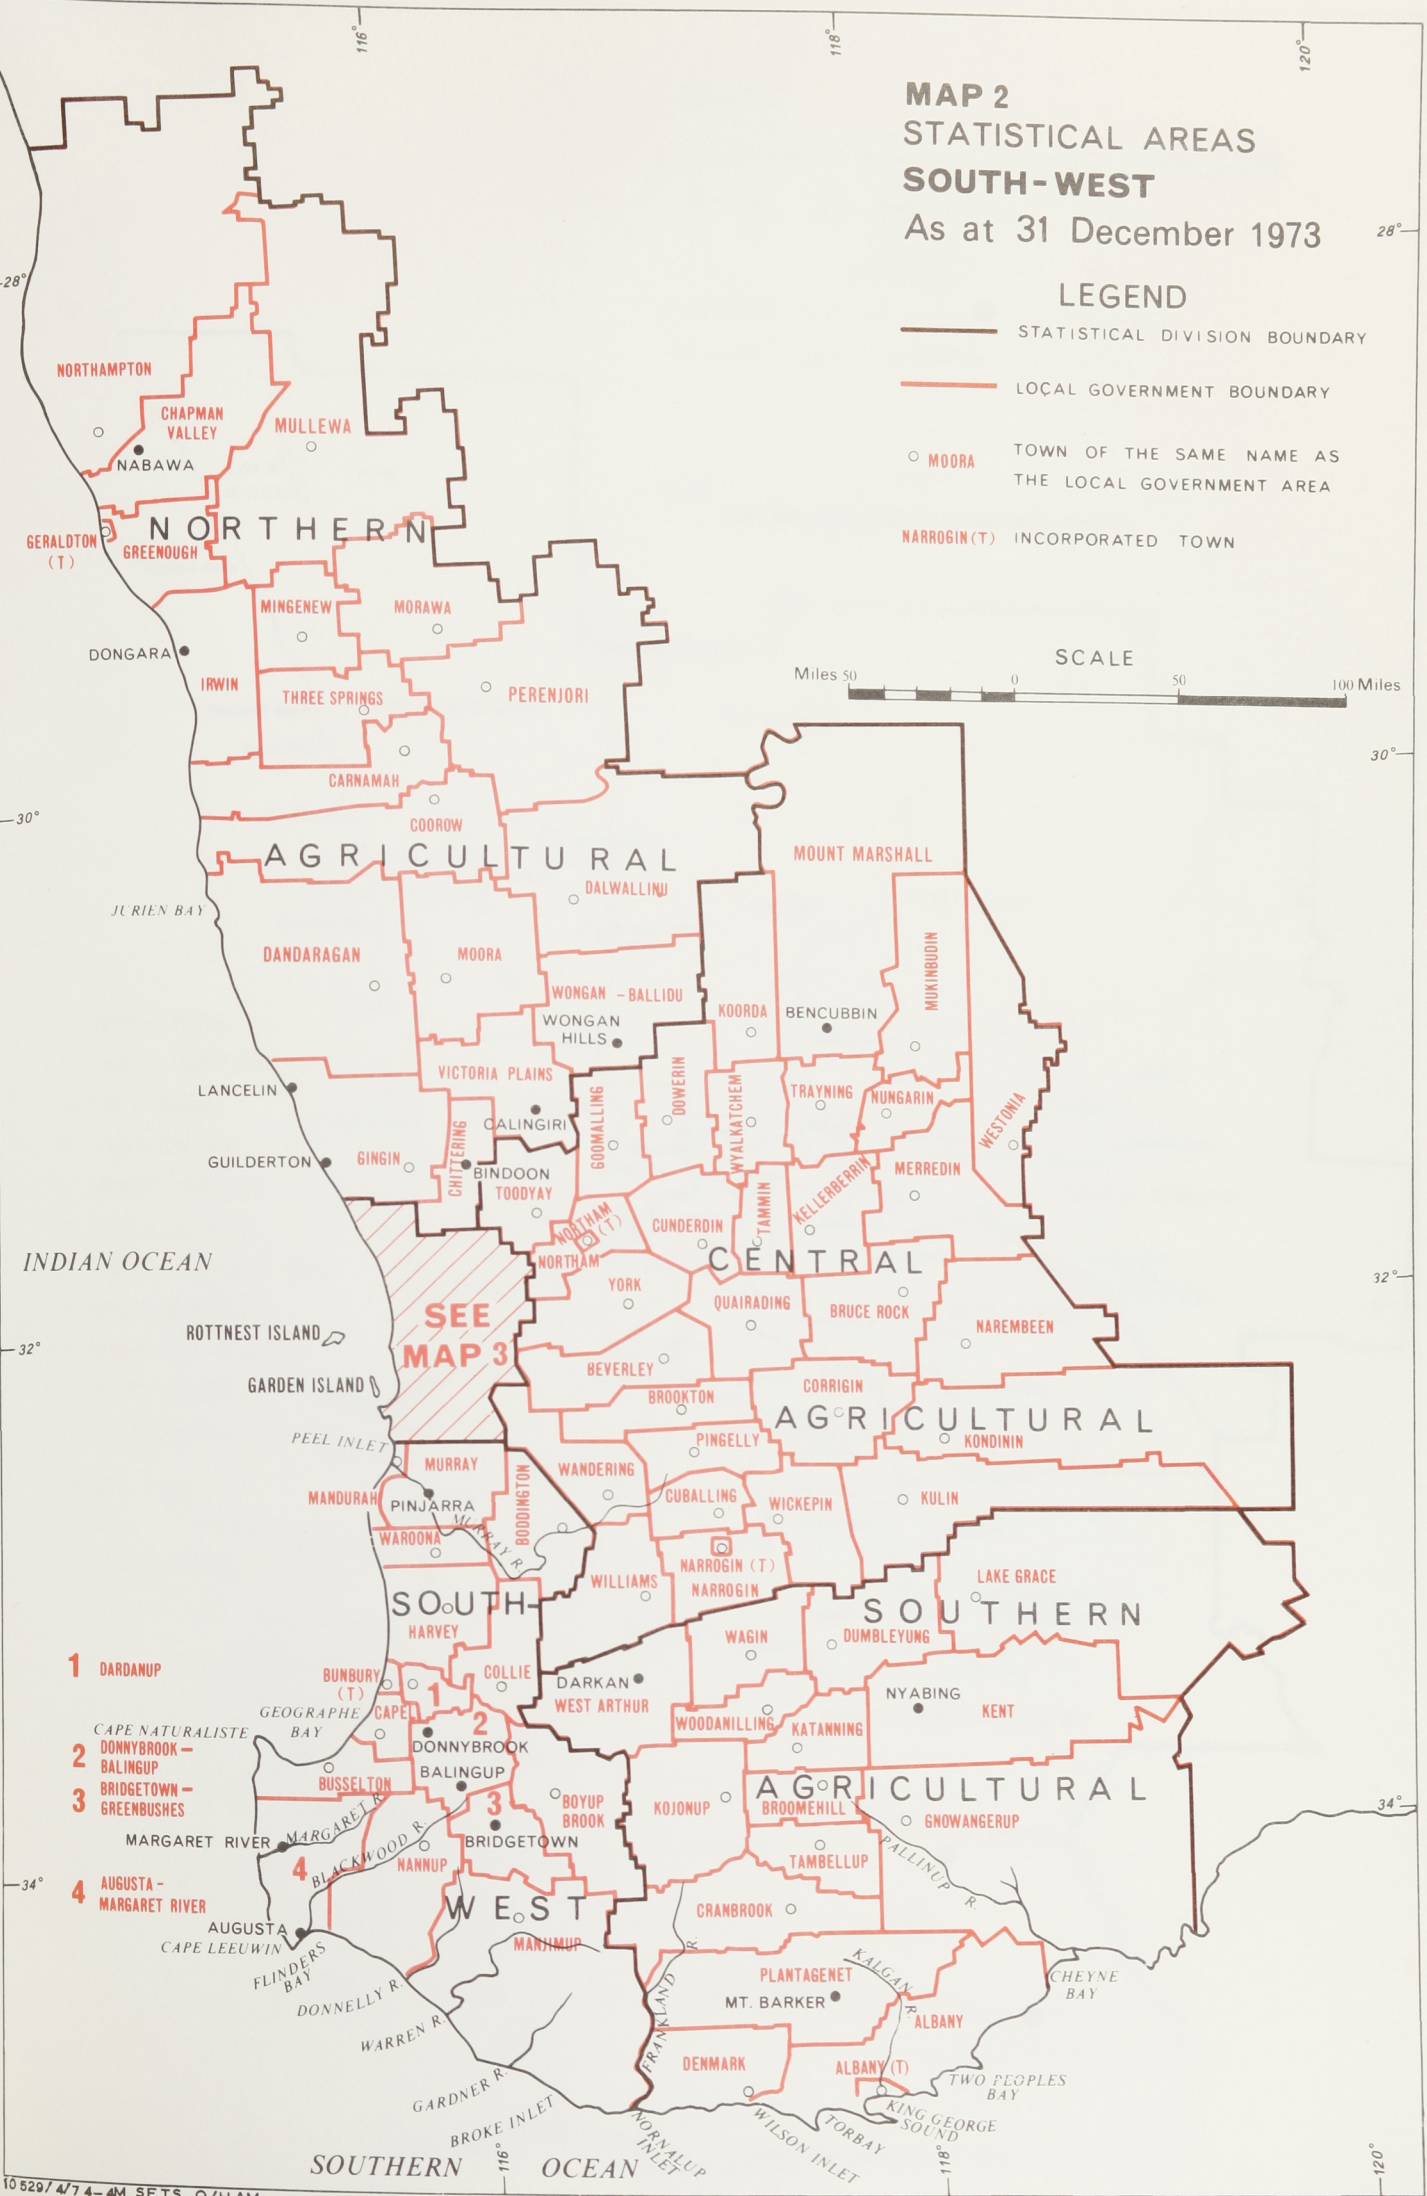 116°
118°
120°
MAP 2
STATISTICAL AREAS
SOUTH-WEST
As at 31 December 1973
28°
28°
LEGEND
STATISTICAL DIVISION BOUNDARY
LOCAL GOVERNMENT BOUNDARY
MOORA
TOWN OF THE SAME NAME AS
THE LOCAL GOVERNMENT AREA
NARROGIN (T)
INCORPORATED TOWN
SCALE
Miles 50
0
50
100 Miles
NORTHAMPTON
CHAPMAN
VALLEY
MULLEWA
NABAWA
NORTHERN
GERALDTON
(T)
GREENOUGH
MINGENEW
MORAWA
DONGARA
IRWIN
THREE SPRINGS
PERENJORI
30°
CARNAMAH
30°
COOROW
AGRICULTURAL
MOUNT MARSHALL
DALWALLINU
JURIEN BAY
DANDARAGAN
MOORA
MUKINBUDIN
WONGAN - BALLIDU
KOORDA
BENCUBBIN
WONGAN
HILLS
VICTORIA PLAINS
LANCELIN
DOWERIN
WYALKATCHEM
TRAYNING
NUNGARIN
WESTONIA
GOOMALLING
CALINGIRI
CHITTERING
GUILDERTON
GINGIN
BINDOON
TOODYAY
MERREDIN
KELLERBERRIN
TAMMIN
NORTHAM
(T)
CUNDERDIN
INDIAN OCEAN
NORTHAM
CENTRAL
32°
YORK
QUAIRADING
BRUCE ROCK
SEE
MAP 3
NAREMBEEN
ROTTNEST ISLAND
32°
BEVERLEY
GARDEN ISLAND
BROOKTON
CORRIGIN
AGRICULTURAL
PEEL INLET
PINGELLY
KONDININ
MURRAY
WANDERING
MANDURAH
PINJARRA
BODDINGTON
CUBALLING
WICKEPIN
KULIN
MURRAY R.
WAROONA
NARROGIN (T)
WILLIAMS
NARROGIN
LAKE GRACE
SOUTH-
SOUTHERN
HARVEY
WAGIN
DUMBLEYUNG
1 DARDANUP
BUNBURY
(T)
COLLIE
DARKAN
1
WEST ARTHUR
NYABING
KENT
GEOGRAPHE
BAY
CAPEL
2
WOODANILLING
KATANNING
CAPE NATURALISTE
DONNYBROOK
2 DONNYBROOK-
BALINGUP
BALINGUP
BUSSELTON
3 BRIDGETOWN-
GREENBUSHES
3
BOYUP
BROOK
AGRICULTURAL
KOJONUP
BROOMEHILL
GNOWANGERUP
34°
MARGARET RIVER
MARGARET R.
BRIDGETOWN
BLACKWOOD R.
4
NANNUP
TAMBELLUP
PALLINUP R.
34°
4 AUGUSTA-
MARGARET RIVER
WEST
CRANBROOK
AUGUSTA
CAPE LEEUWIN
MANJIMUP
FLINDERS
BAY
PLANTAGENET
KALGAN R.
CHEYNE
BAY
DONNELLY R.
MT. BARKER
FRANKLAND R.
ALBANY
WARREN R.
DENMARK
ALBANY (T)
GARDNER R.
TWO PEOPLES
BAY
BROKE INLET
NORNALUP
INLET
WILSON INLET
TORBAY
KING GEORGE
SOUND
SOUTHERN OCEAN
116°
118°
120°